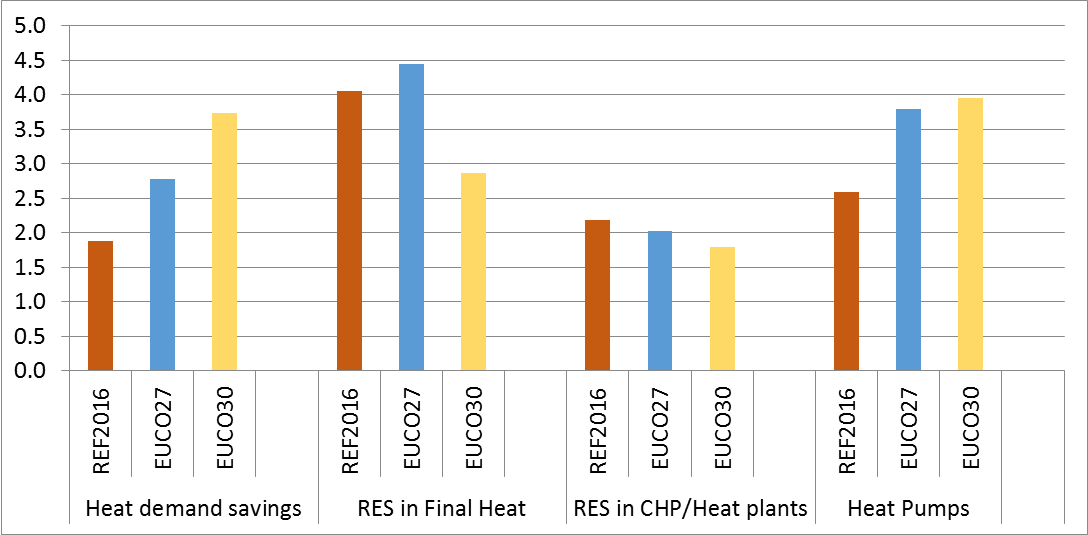 5.0
4.5
4.0
3.5
3.0
2.5
2.0
1.5
1.0
0.5
0.0
REF2016
EUCO27
EUCO30
REF2016
EUCO27
EUCO30
REF2016
EUCO27
EUCO30
REF2016
EUCO27
EUCO30
Heat demand savings
RES in Final Heat
RES in CHP/Heat plants
Heat Pumps